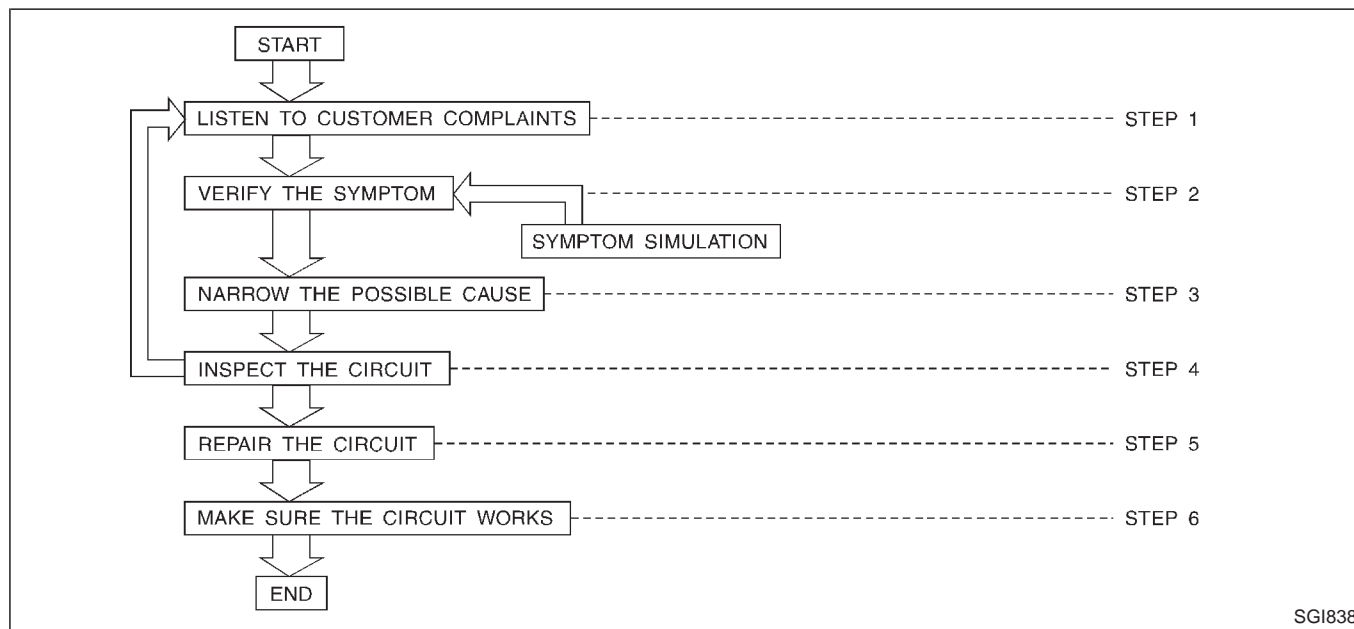 START
LISTEN TO CUSTOMER COMPLAINTS STEP 1
VERIFY THE SYMPTOM STEP 2
SYMPTOM SIMULATION
NARROW THE POSSIBLE CAUSE STEP 3
INSPECT THE CIRCUIT STEP 4
REPAIR THE CIRCUIT STEP 5
MAKE SURE THE CIRCUIT WORKS STEP 6
END
SGI838